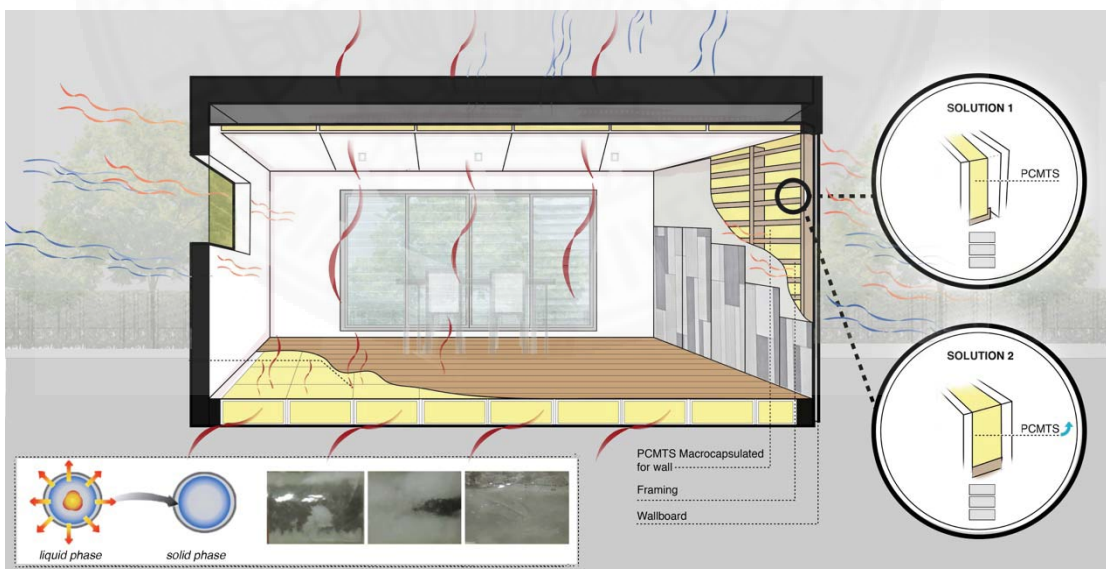 SOLUTION 1
PCMTS
SOLUTION 2
PCMTS
PCMTS Macrocapsulated
for wall
Framing
Wallboard
liquid phase
solid phase